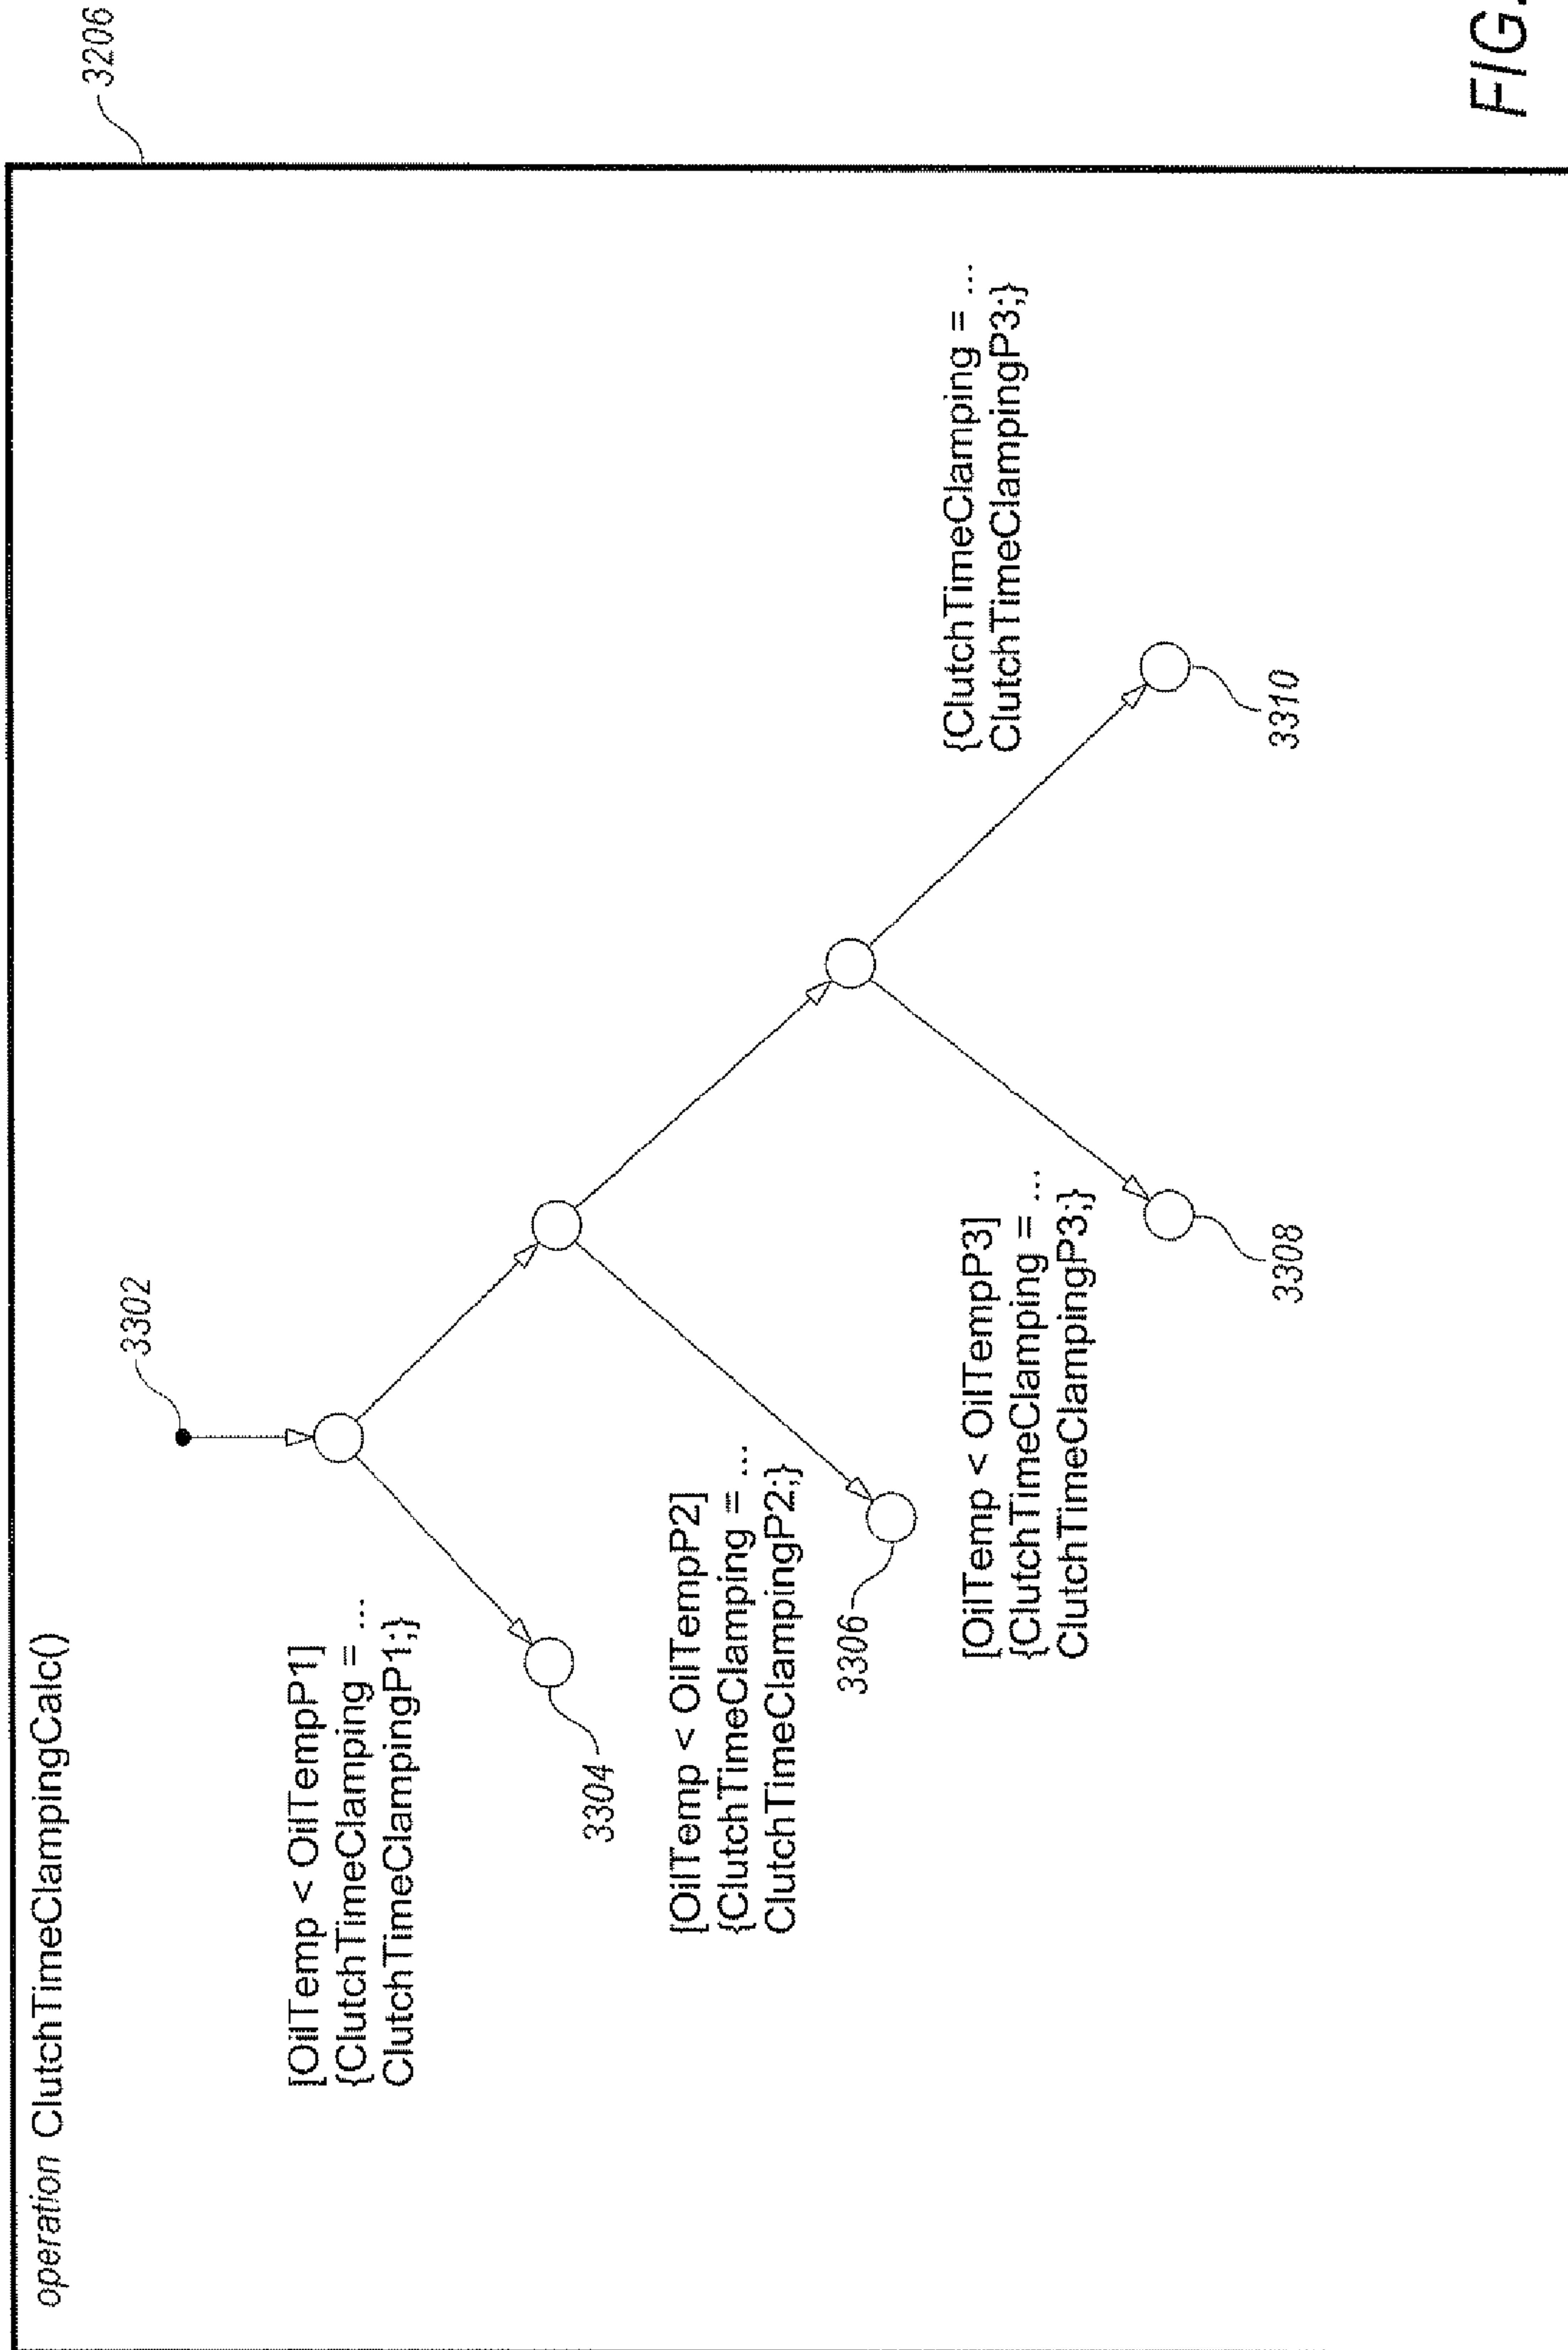 operation ClutchTimeClampingCalc()
3206
3302
[OilTemp < OilTempP1]
{ClutchTimeClamping = ...
ClutchTimeClampingP1;}
3304
[OilTemp < OilTempP2]
{ClutchTimeClamping = ...
ClutchTimeClampingP2;}
3306
[OilTemp < OilTempP3]
{ClutchTimeClamping = ...
ClutchTimeClampingP3;}
3308
{ClutchTimeClamping = ...
ClutchTimeClampingP3;}
3310
FIG.